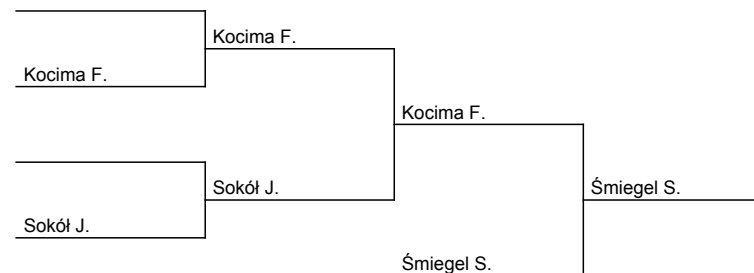 Kocima F.
Kocima F.
Kocima F.
Sokół J.
Śmiegel S.
Sokół J.
Śmiegel S.